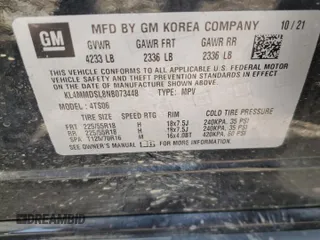 GM
MFD BY GM KOREA COMPANY 10/21
GVWR GAWR FRT GAWR RR
4233 LB 2336 LB 2336 LB
THIS VEHICLE CONFORMS TO ALL APPLICABLE U.S. FEDERAL MOTOR
VEHICLE SAFETY AND THEFT PREVENTION STANDARDS IN EFFECT
ON THE DATE OF MANUFACTURE SHOWN ABOVE.
KL4MMDSL8NB073448 TYPE: MPV
MODEL: 4TS06
TIRE SIZE SPEED RTG RIM COLD TIRE PRESSURE
FRT 225/55R18 H 18x7.5J 240KPA, 35 PSI
RR 225/55R18 H 18x7.5J 240KPA, 35 PSI
SPA T125/70R16 M 16x4.00T 420KPA, 60 PSI
SEE OWNER'S MANUAL FOR ADDITIONAL INFORMATION.